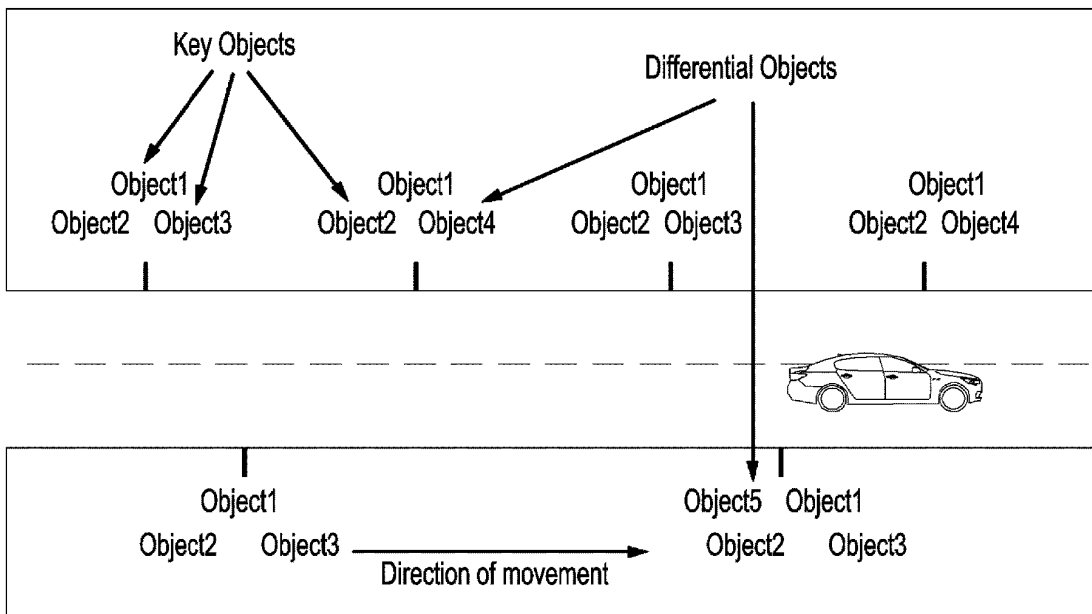 Key Objects
Differential Objects
Object1 Object1 Object1 Object1
Object2 Object3 Object2 Object4 Object2 Object3 Object2 Object4
Object1 Object5 Object1
Object2 Object3 Object2 Object3
Direction of movement